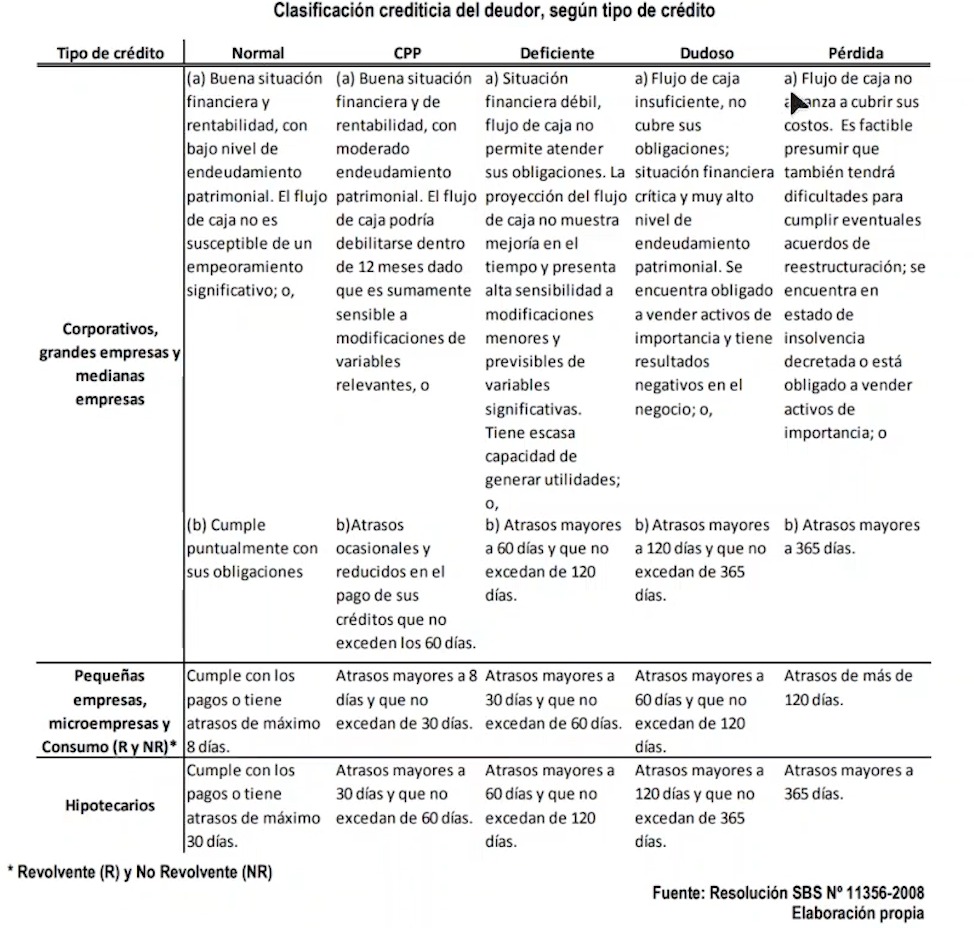 Clasificación crediticia del deudor, según tipo de crédito
Tipo de crédito
Normal
CPP
Deficiente
Dudoso
Pérdida
Corporativos,
grandes empresas y
medianas
empresas
(a) Buena situación
financiera y
rentabilidad, con
bajo nivel de
endeudamiento
patrimonial. El flujo
de caja no es
susceptible de un
empeoramiento
significativo; o,
(a) Buena situación
financiera y de
rentabilidad, con
moderado
endeudamiento
patrimonial. El flujo
de caja podría
debilitarse dentro
de 12 meses dado
que es sumamente
sensible a
modificaciones de
variables
relevantes, o
a) Situación
financiera débil,
flujo de caja no
permite atender
sus obligaciones. La
proyección del flujo
de caja no muestra
mejoría en el
tiempo y presenta
alta sensibilidad a
modificaciones
menores y
previsibles de
variables
significativas.
Tiene escasa
capacidad de
generar utilidades;
o,
a) Flujo de caja
insuficiente, no
cubre sus
obligaciones;
situación financiera
crítica y muy alto
nivel de
endeudamiento
patrimonial. Se
encuentra obligado
a vender activos de
importancia y tiene
resultados
negativos en el
negocio; o,
a) Flujo de caja no
a cubrir sus
costos. Es factible
presumir que
también tendrá
dificultades para
cumplir eventuales
acuerdos de
reestructuración; se
encuentra en
estado de
insolvencia
decretada o está
obligado a vender
activos de
importancia; o
(b) Cumple
puntualmente con
sus obligaciones
b)Atrasos
ocasionales y
reducidos en el
pago de sus
créditos que no
exceden los 60 días.
b) Atrasos mayores
a 60 días y que no
excedan de 120
días.
b) Atrasos mayores
a 120 días y que no
excedan de 365
días.
b) Atrasos mayores
a 365 días.
Pequeñas
empresas,
microempresas y
Consumo (R y NR)*
Cumple con los
pagos o tiene
atrasos de máximo
8 días.
Atrasos mayores a 8
días y que no
excedan de 30 días.
Atrasos mayores a
30 días y que no
excedan de 60 días.
Atrasos mayores a
60 días y que no
excedan de 120
días.
Atrasos de más de
120 días.
Hipotecarios
Cumple con los
pagos o tiene
atrasos de máximo
30 días.
Atrasos mayores a
30 días y que no
excedan de 60 días.
Atrasos mayores a
60 días y que no
excedan de 120
días.
Atrasos mayores a
120 días y que no
excedan de 365
días.
Atrasos mayores a
365 días.
* Revolvente (R) y No Revolvente (NR)
Fuente: Resolución SBS Nº 11356-2008
Elaboración propia